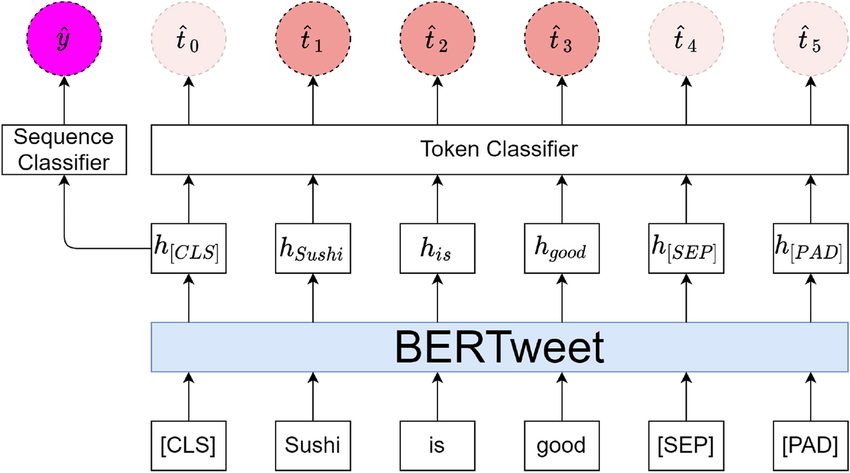 ŷ t̂₀ t̂₁ t̂₂ t̂₃ t̂₄ t̂₅
Sequence
Classifier
Token Classifier
h[CLS] hSushi his hgood h[SEP] h[PAD]
BERTweet
[CLS] Sushi is good [SEP] [PAD]